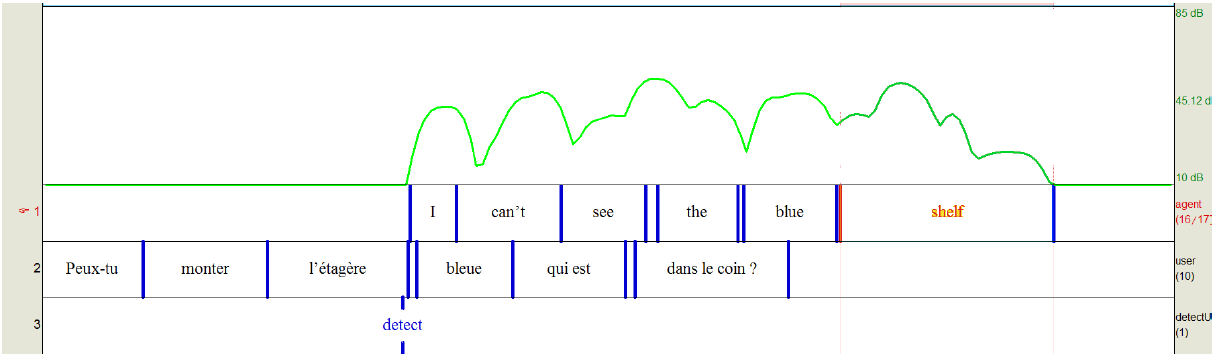 85 dB
45.12 dB
10 dB
1 I can't see the blue shelf agent (16/17)
2 Peux-tu monter l'étagère bleue qui est dans le coin ? user (10)
3 detect detectU (1)